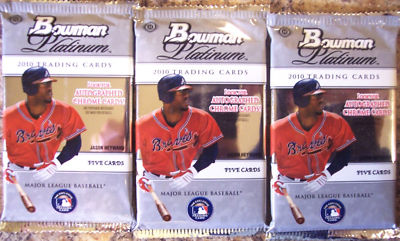 Bowman
Platinum
2010 TRADING CARDS
Look for
AUTOGRAPHED
CHROME CARDS!
Braves
JASON HEYWARD
FIVE CARDS
MAJOR LEAGUE BASEBALL
Bowman
Platinum
2010 TRADING CARDS
Look for
AUTOGRAPHED
CHROME CARDS!
Braves
HEYWARD
FIVE CARDS
MAJOR LEAGUE BASEBALL
Bowman
Platinum
2010 TRADING CARDS
Look for
AUTOGRAPHED
CHROME CARDS!
Braves
FIVE CARDS
MAJOR LEAGUE BASEBALL